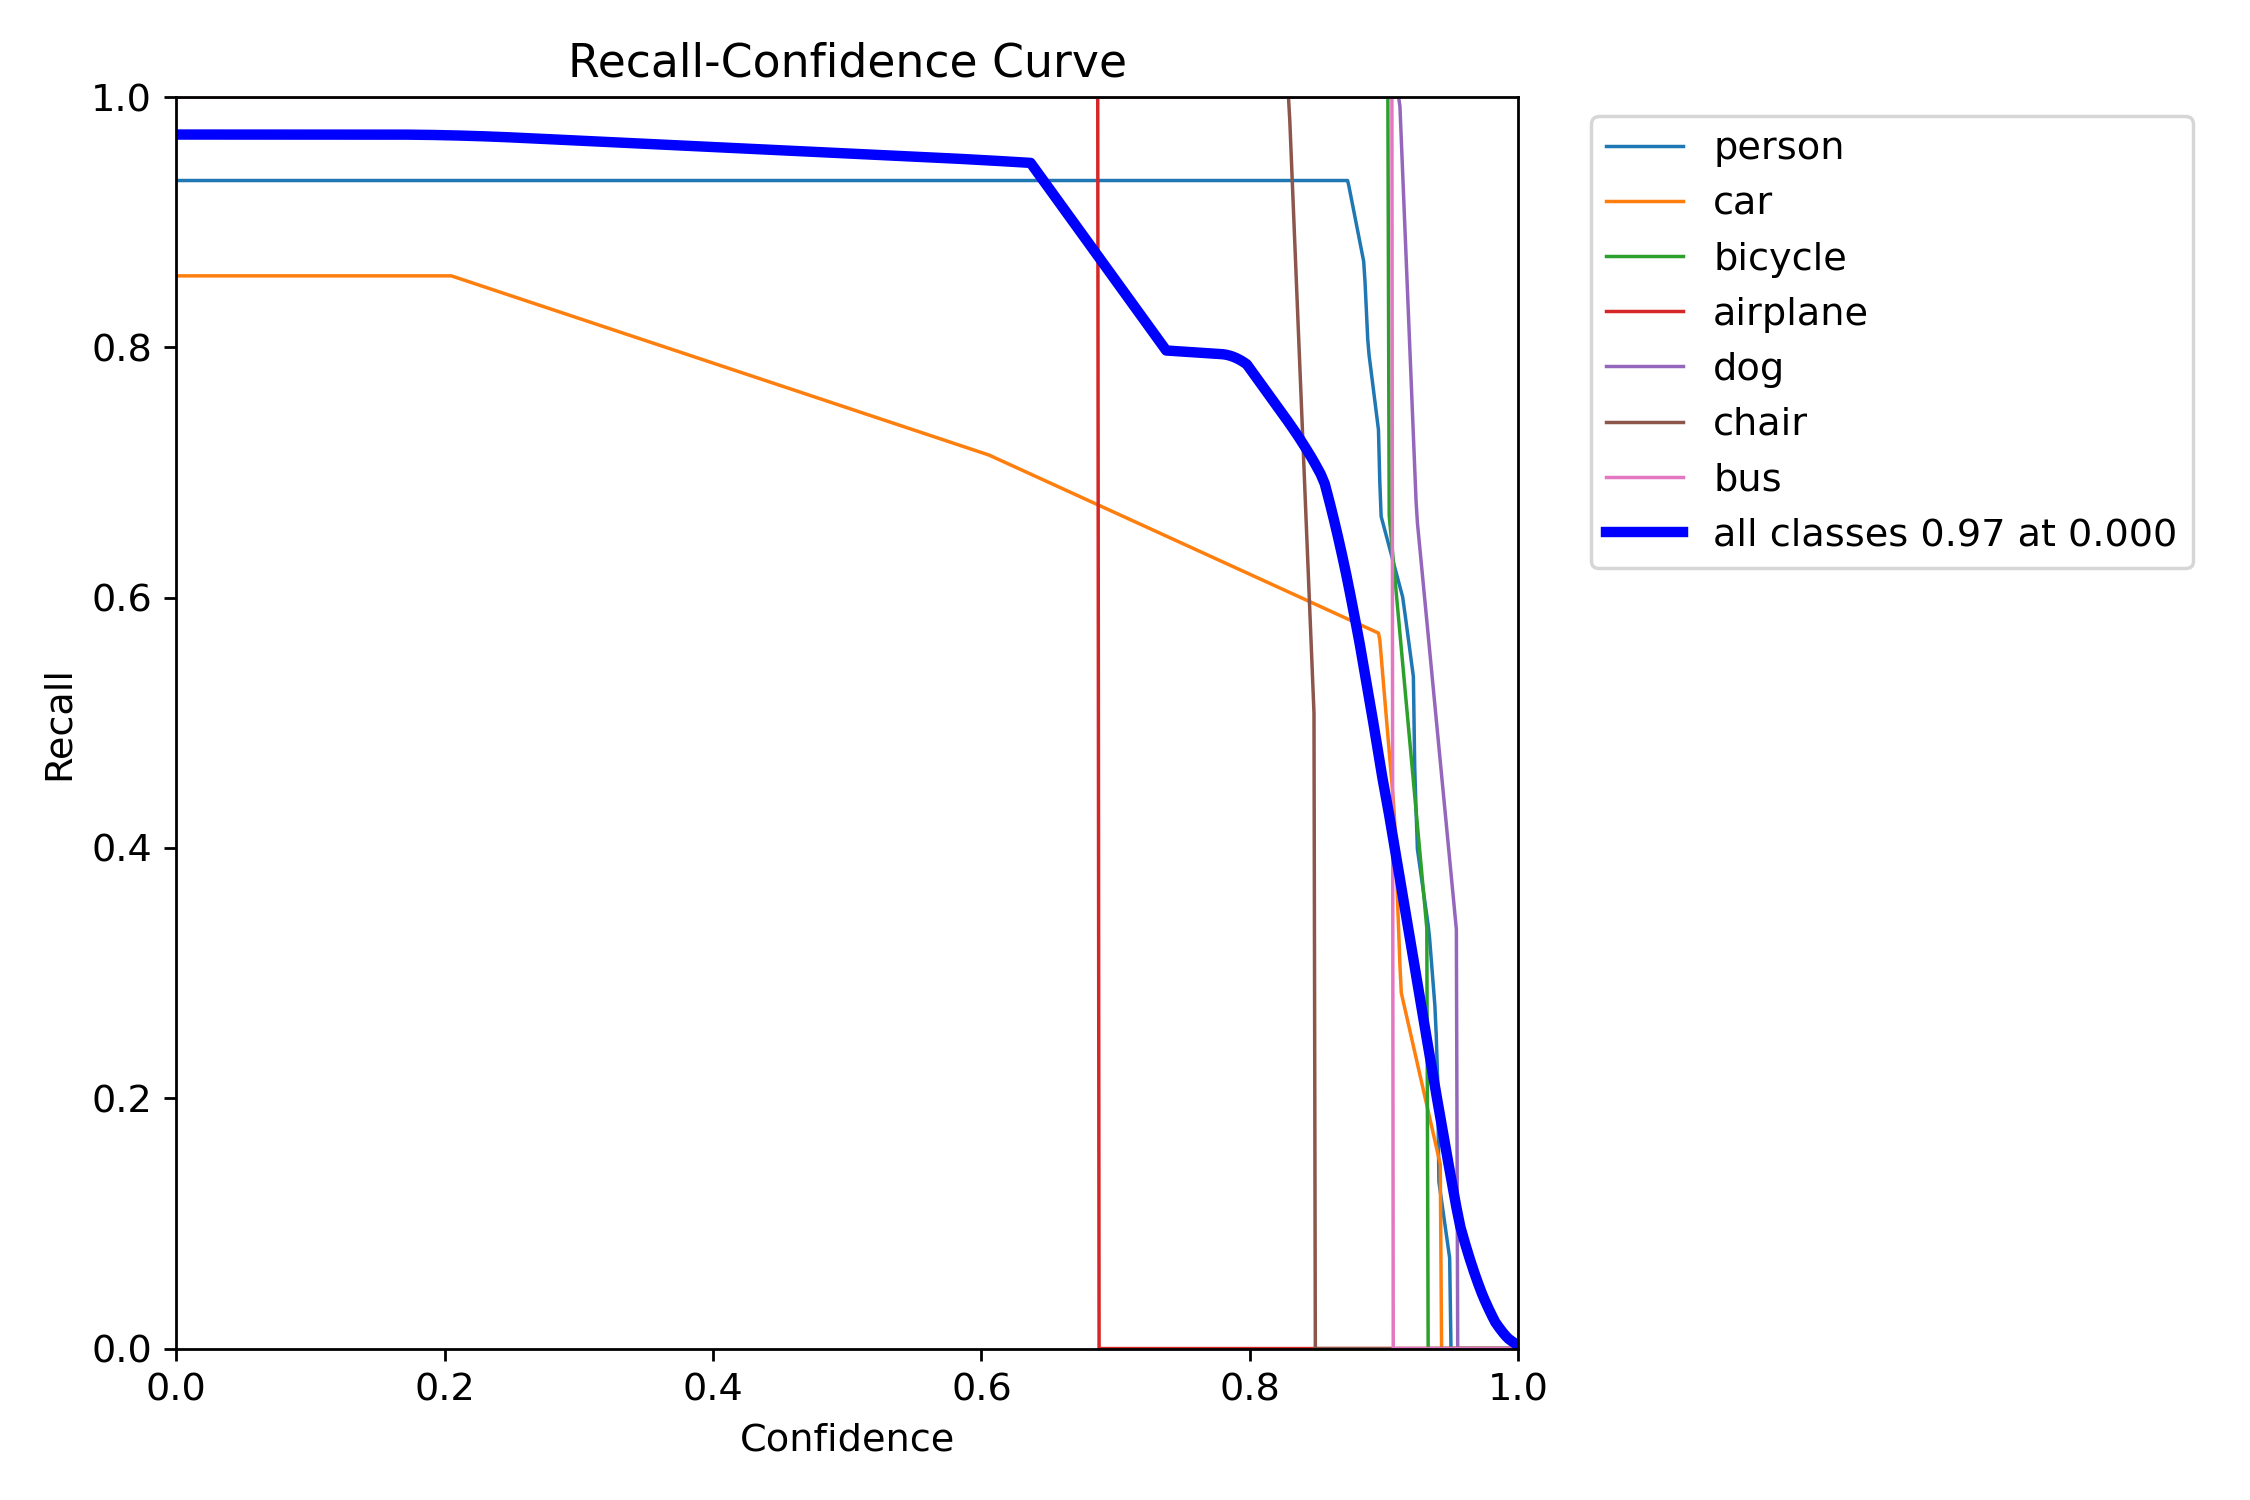 Recall-Confidence Curve
1.0
0.8
0.6
0.4
0.2
0.0
Recall
0.0 0.2 0.4 0.6 0.8 1.0
Confidence
person
car
bicycle
airplane
dog
chair
bus
all classes 0.97 at 0.000